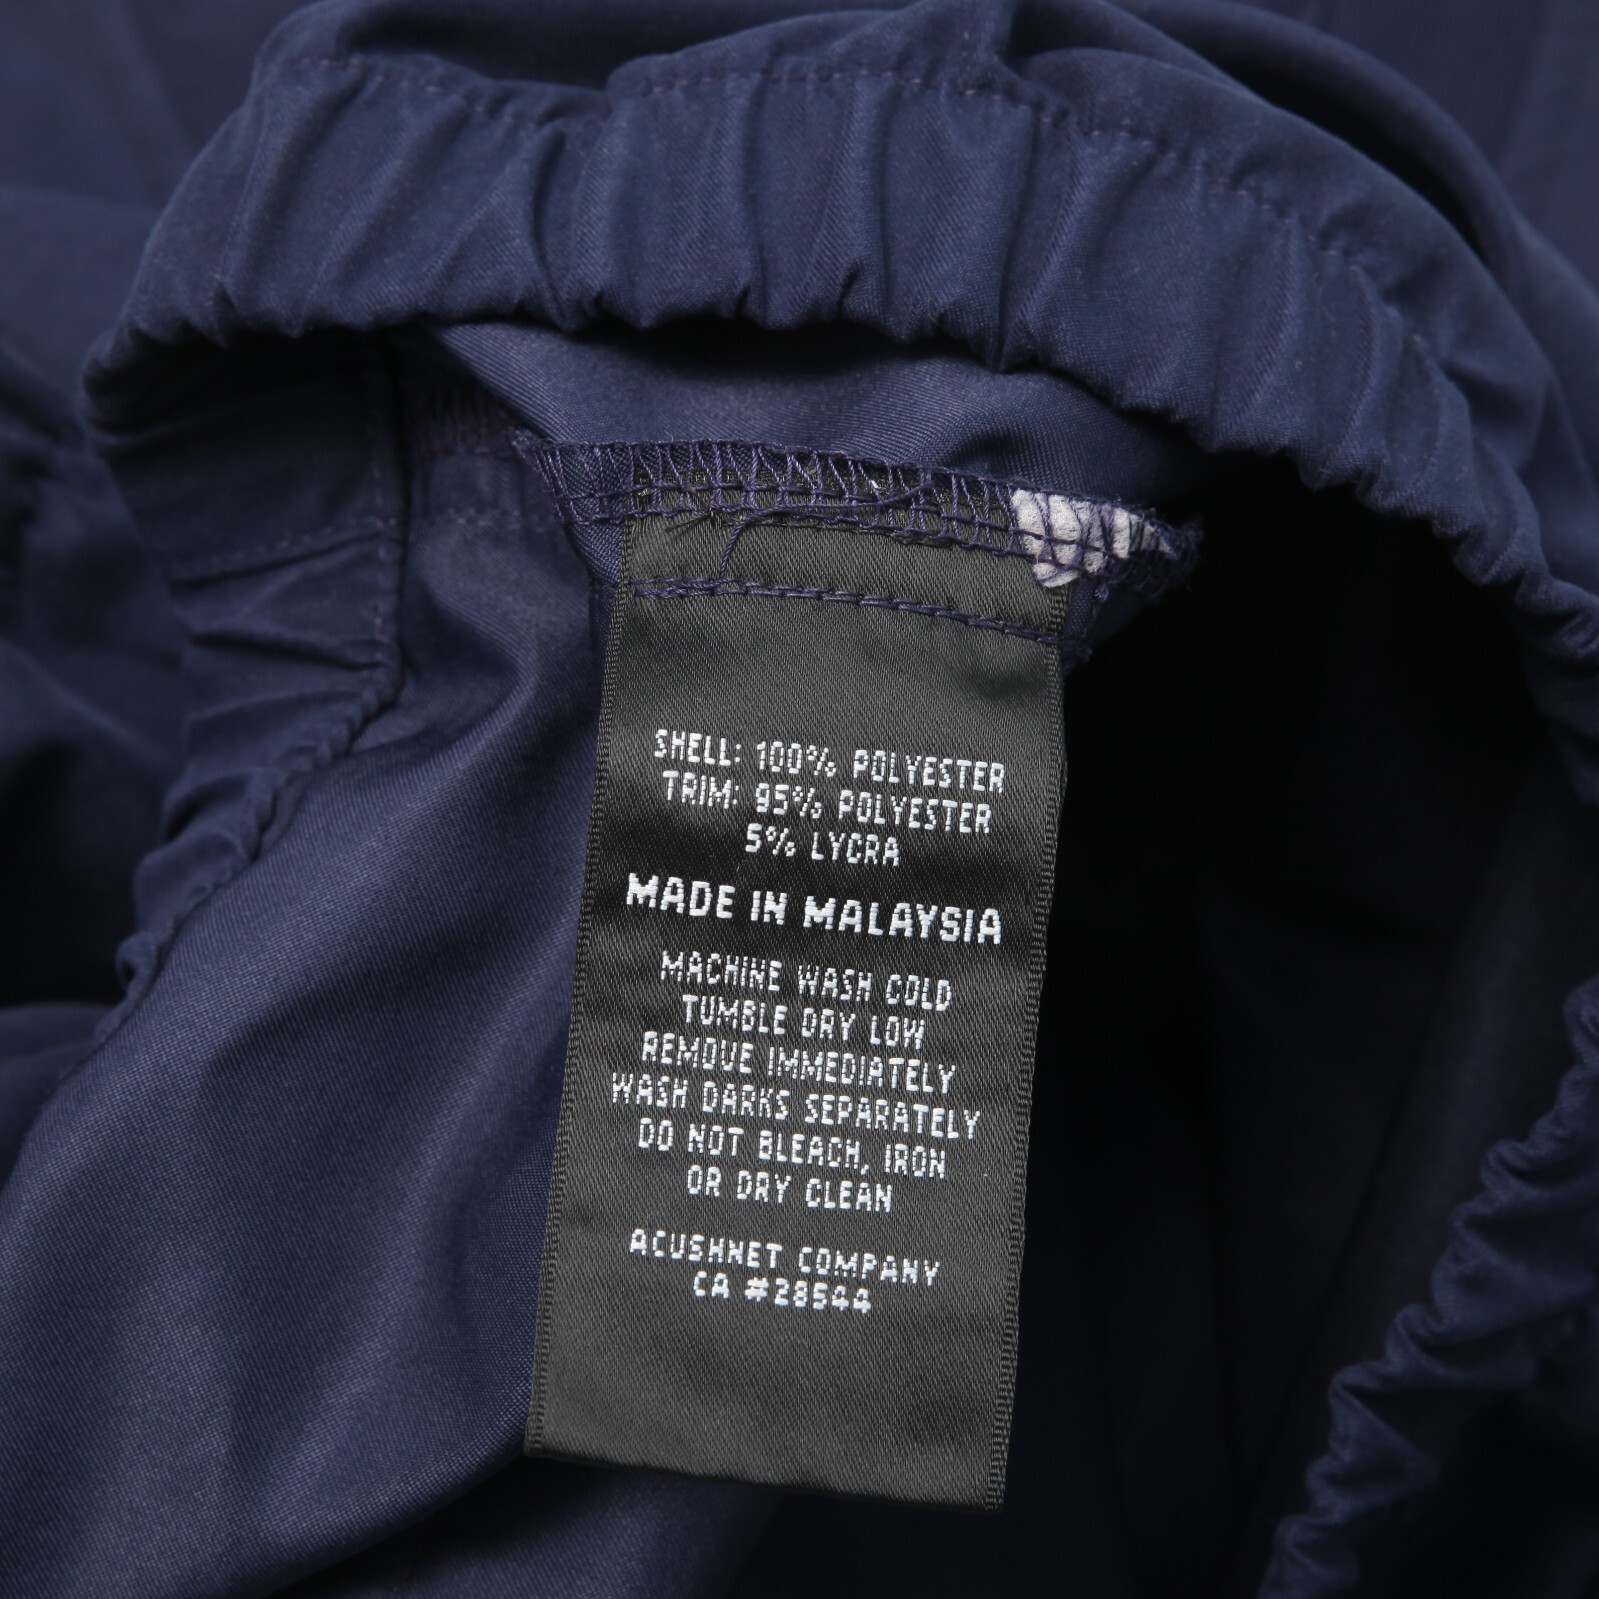 SHELL: 100% POLYESTER
TRIM: 95% POLYESTER
5% LYCRA
MADE IN MALAYSIA
MACHINE WASH COLD
TUMBLE DRY LOW
REMOVE IMMEDIATELY
WASH DARKS SEPARATELY
DO NOT BLEACH, IRON
OR DRY CLEAN
ACUSHNET COMPANY
CA #28544